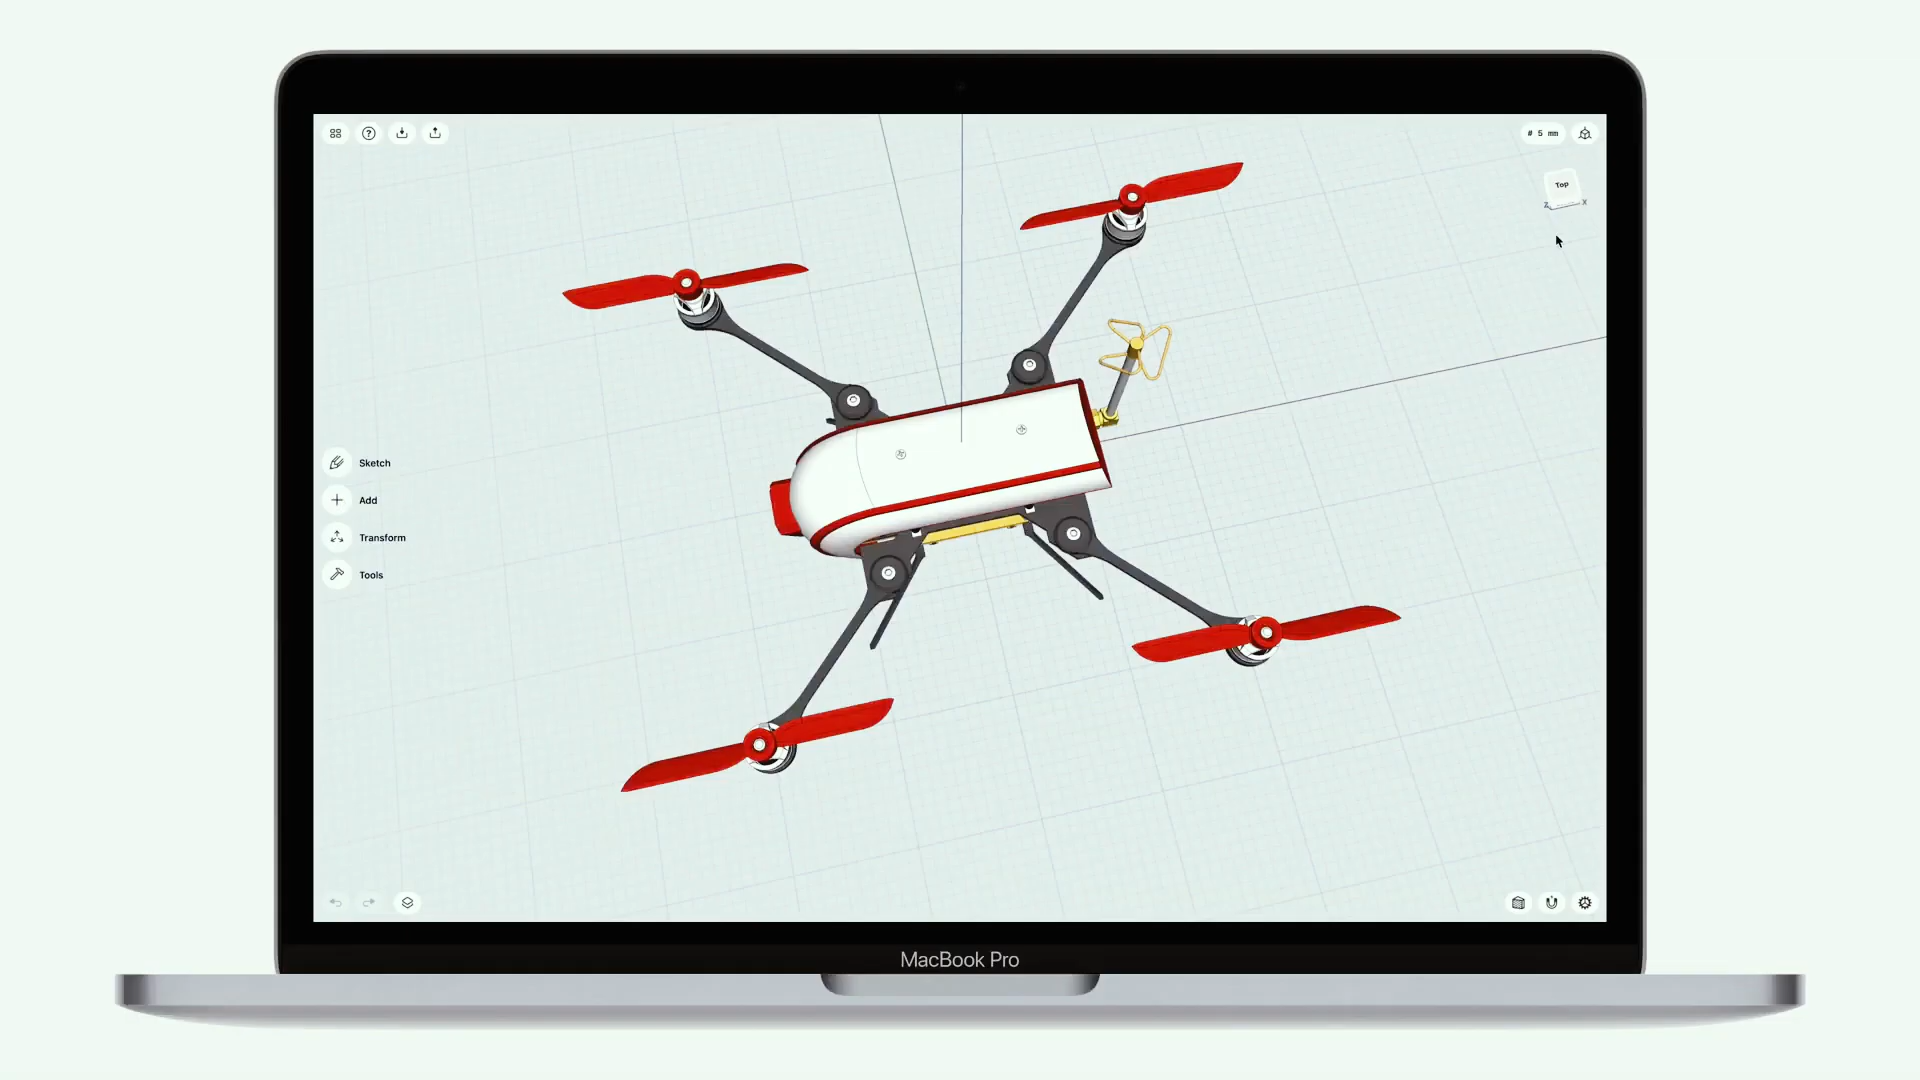 # 5 mm
Top
Z
X
Sketch
Add
Transform
Tools
MacBook Pro